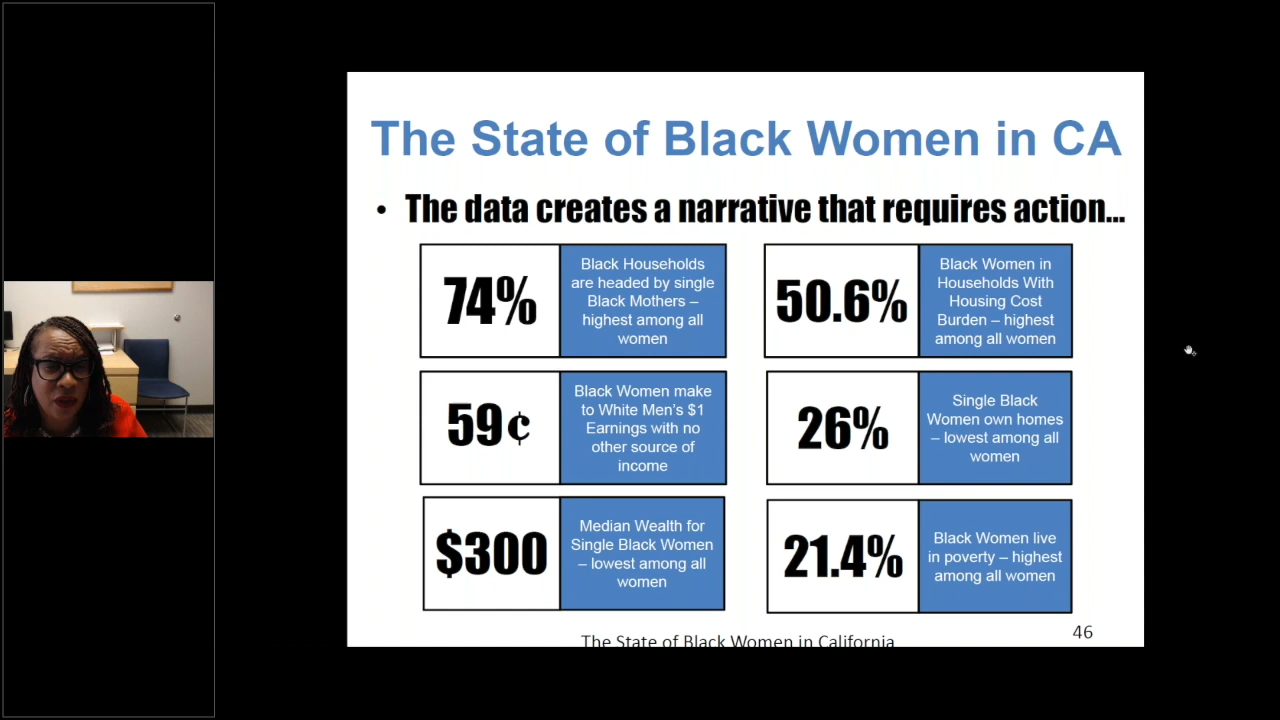 The State of Black Women in CA
• The data creates a narrative that requires action...
74%
Black Households
are headed by single
Black Mothers –
highest among all
women
50.6%
Black Women in
Households With
Housing Cost
Burden – highest
among all women
59¢
Black Women make
to White Men's $1
Earnings with no
other source of
income
26%
Single Black
Women own homes
– lowest among all
women
$300
Median Wealth for
Single Black Women
– lowest among all
women
21.4%
Black Women live
in poverty – highest
among all women
The State of Black Women in California
46